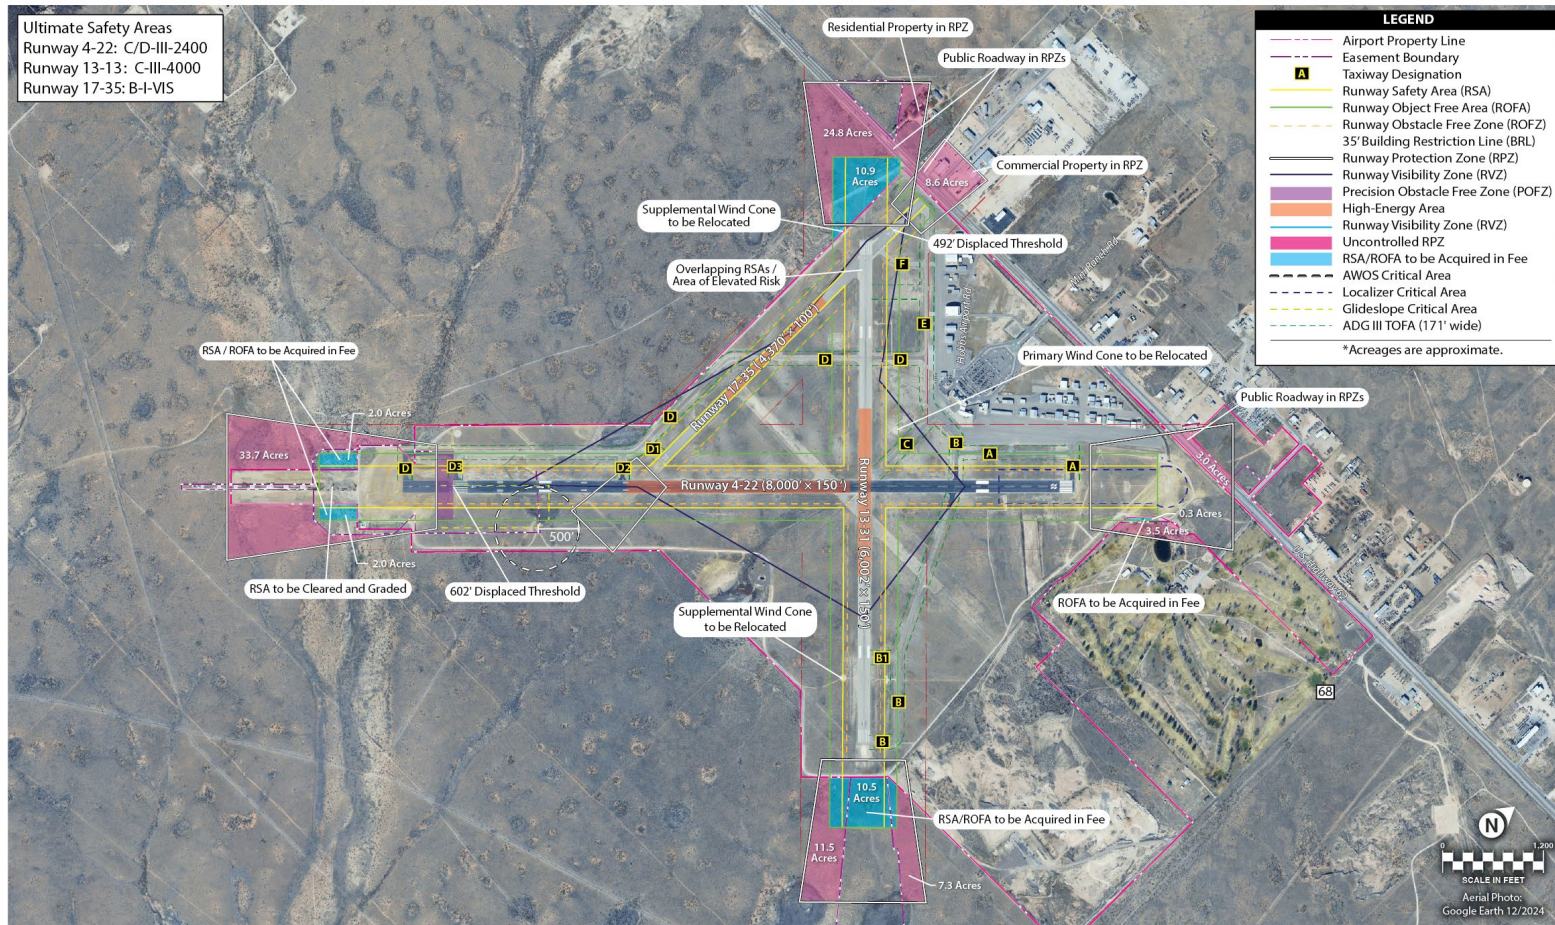 Ultimate Safety Areas
Runway 4-22: C/D-III-2400
Runway 13-13: C-III-4000
Runway 17-35: B-I-VIS
Residential Property in RPZ
Public Roadway in RPZs
24.8 Acres
10.9
Acres
8.6 Acres
Commercial Property in RPZ
Supplemental Wind Cone
to be Relocated
492' Displaced Threshold
Overlapping RSAs /
Area of Elevated Risk
F
E
D
D
Hobbs Airport Rd
Runway 17-35 (4,370' × 100')
RSA / ROFA to be Acquired in Fee
Primary Wind Cone to be Relocated
Public Roadway in RPZs
2.0 Acres
33.7 Acres
D
D1
C
B
A
A
D
D3
D2
Runway 4-22 (8,000' × 150')
Runway 13-31 (6,002' × 150')
3.0 Acres
0.3 Acres
3.5 Acres
500'
2.0 Acres
RSA to be Cleared and Graded
602' Displaced Threshold
Supplemental Wind Cone
to be Relocated
ROFA to be Acquired in Fee
U.S. Highway 62
B1
B
B
68
10.5
Acres
RSA/ROFA to be Acquired in Fee
11.5
Acres
7.3 Acres
LEGEND
Airport Property Line
Easement Boundary
A Taxiway Designation
Runway Safety Area (RSA)
Runway Object Free Area (ROFA)
Runway Obstacle Free Zone (ROFZ)
35' Building Restriction Line (BRL)
Runway Protection Zone (RPZ)
Runway Visibility Zone (RVZ)
Precision Obstacle Free Zone (POFZ)
High-Energy Area
Runway Visibility Zone (RVZ)
Uncontrolled RPZ
RSA/ROFA to be Acquired in Fee
AWOS Critical Area
Localizer Critical Area
Glideslope Critical Area
ADG III TOFA (171' wide)
*Acreages are approximate.
N
0 1,200
SCALE IN FEET
Aerial Photo:
Google Earth 12/2024